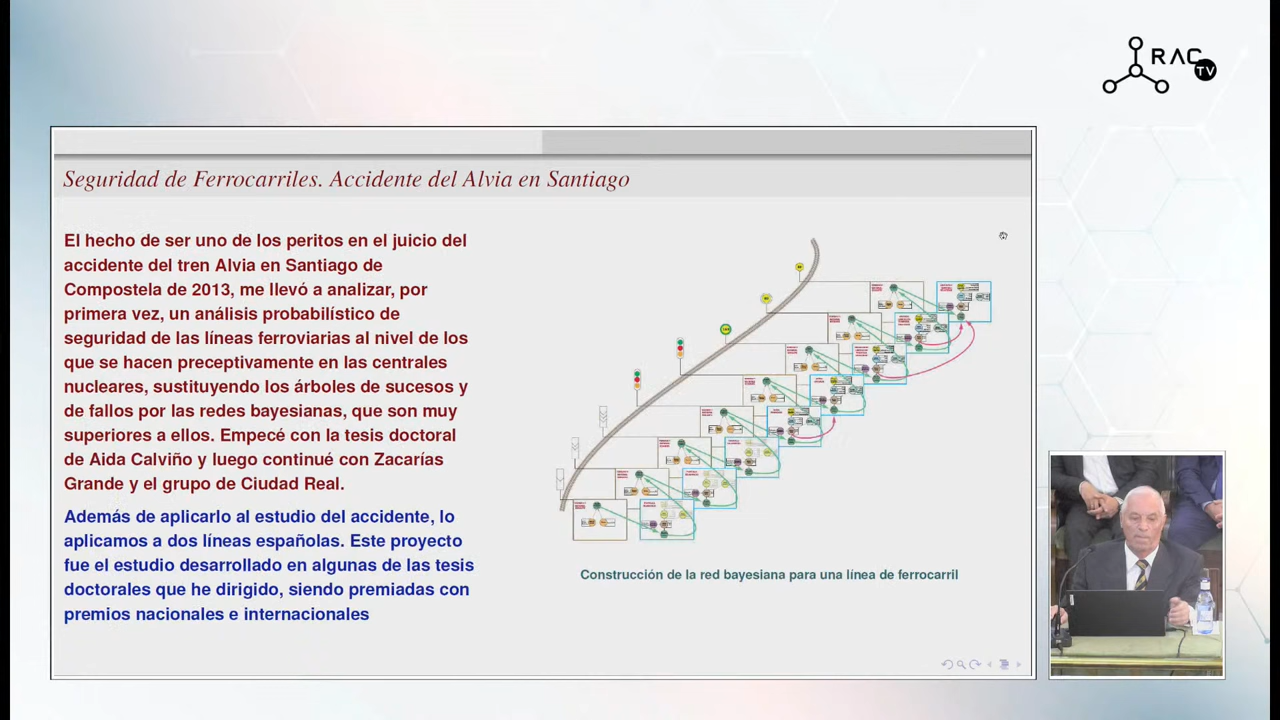 RAC
TV
Seguridad de Ferrocarriles. Accidente del Alvia en Santiago
El hecho de ser uno de los peritos en el juicio del
accidente del tren Alvia en Santiago de
Compostela de 2013, me llevó a analizar, por
primera vez, un análisis probabilístico de
seguridad de las líneas ferroviarias al nivel de los
que se hacen preceptivamente en las centrales
nucleares, sustituyendo los árboles de sucesos y
de fallos por las redes bayesianas, que son muy
superiores a ellos. Empecé con la tesis doctoral
de Aida Calviño y luego continué con Zacarías
Grande y el grupo de Ciudad Real.
Además de aplicarlo al estudio del accidente, lo
aplicamos a dos líneas españolas. Este proyecto
fue el estudio desarrollado en algunas de las tesis
doctorales que he dirigido, siendo premiadas con
premios nacionales e internacionales
Construcción de la red bayesiana para una línea de ferrocarril